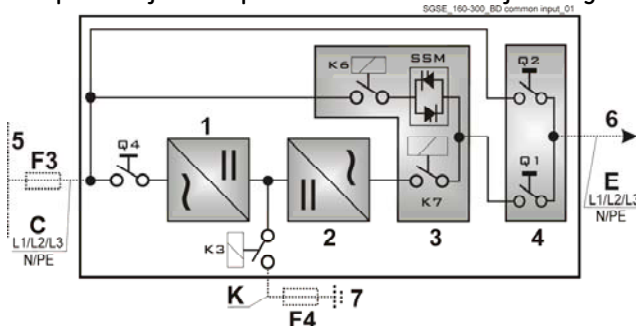 SGSE_160-300_BD common input_01
K6
SSM
Q2
5
F3
Q4
1
6
C
L1/L2/L3
N/PE
K3
2
K7
3
Q1
4
E
L1/L2/L3
N/PE
K
7
F4